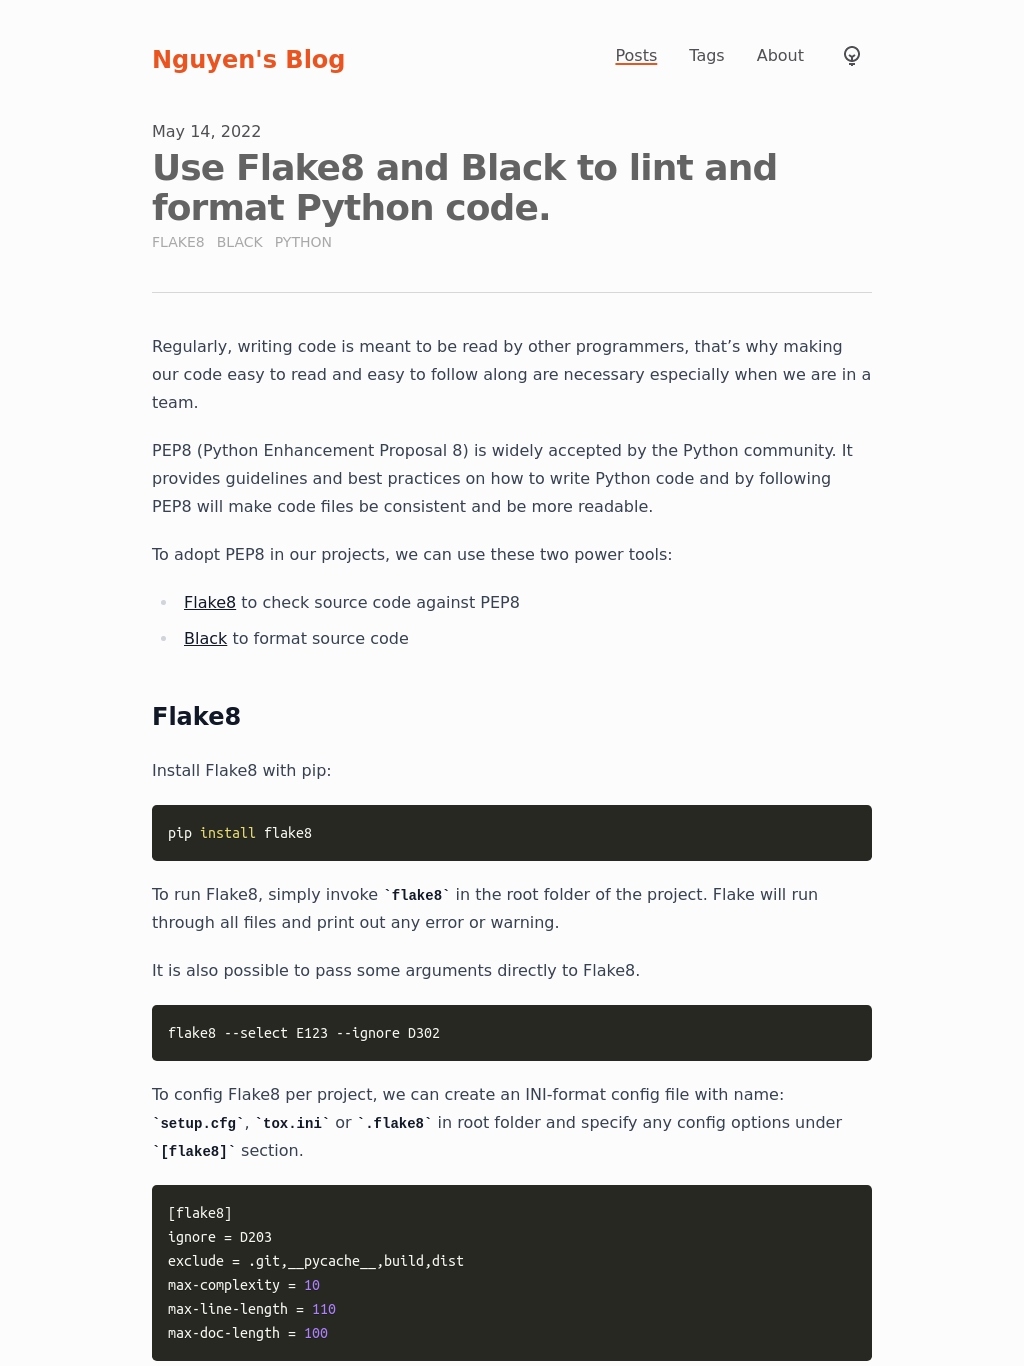 Nguyen's Blog
Posts Tags About
May 14, 2022
Use Flake8 and Black to lint and
format Python code.
FLAKE8 BLACK PYTHON
Regularly, writing code is meant to be read by other programmers, that’s why making
our code easy to read and easy to follow along are necessary especially when we are in a
team.
PEP8 (Python Enhancement Proposal 8) is widely accepted by the Python community. It
provides guidelines and best practices on how to write Python code and by following
PEP8 will make code files be consistent and be more readable.
To adopt PEP8 in our projects, we can use these two power tools:
Flake8 to check source code against PEP8
Black to format source code
Flake8
Install Flake8 with pip:
pip install flake8
To run Flake8, simply invoke `flake8` in the root folder of the project. Flake will run
through all files and print out any error or warning.
It is also possible to pass some arguments directly to Flake8.
flake8 --select E123 --ignore D302
To config Flake8 per project, we can create an INI-format config file with name:
`setup.cfg`, `tox.ini` or `.flake8` in root folder and specify any config options under
`[flake8]` section.
[flake8]
ignore = D203
exclude = .git,__pycache__,build,dist
max-complexity = 10
max-line-length = 110
max-doc-length = 100